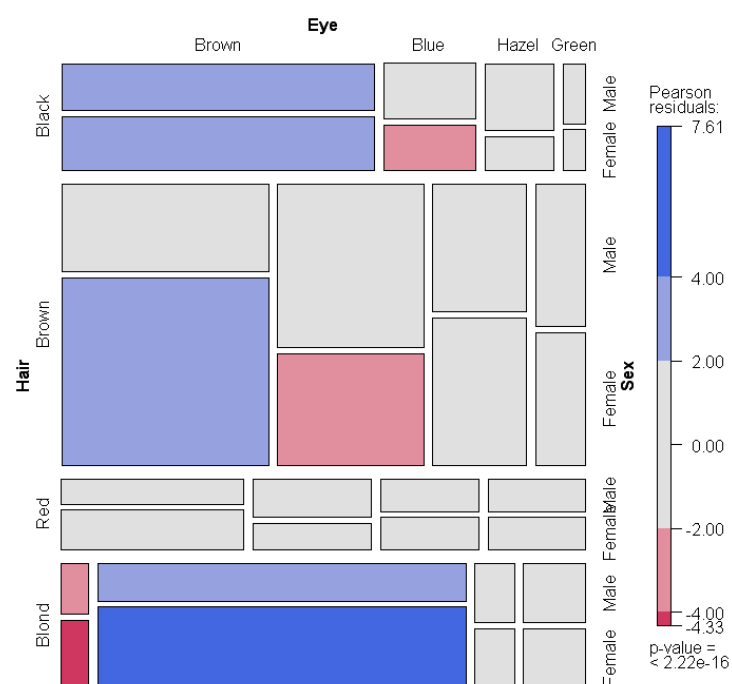 Eye
Brown Blue Hazel Green
Hair
Black
Brown
Red
Blond
Male
Female
Male
Female
Male
Female
Male
Female
Sex
Pearson
residuals:
7.61
4.00
2.00
0.00
-2.00
-4.00
-4.33
p-value =
< 2.22e-16